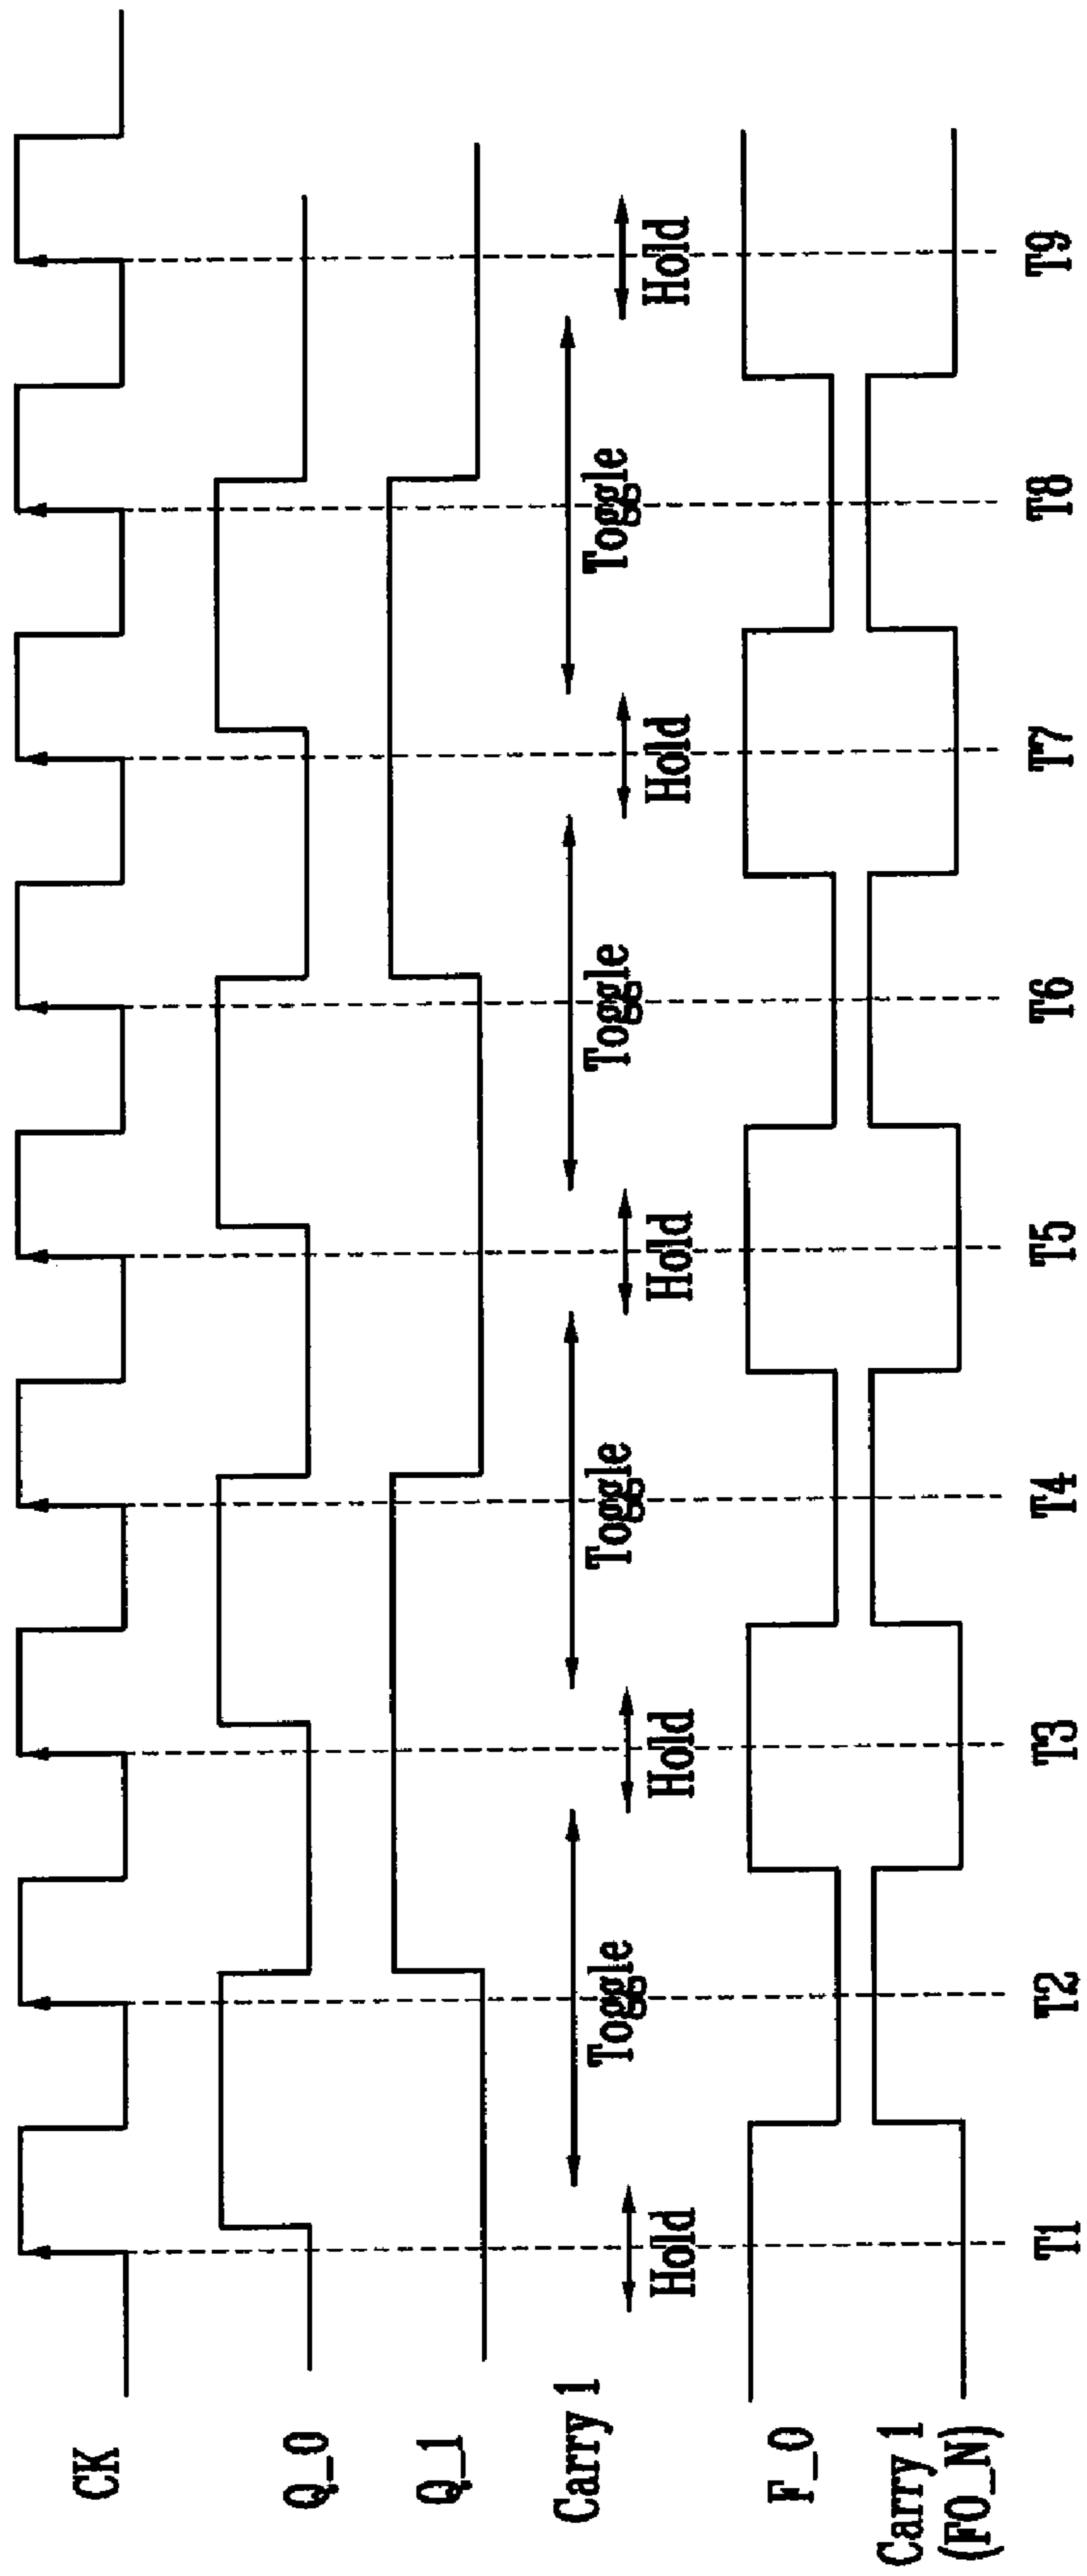 CK
Q_0
Q_1
Carry 1
Hold
Toggle
Hold
Toggle
Hold
Toggle
Hold
Toggle
Hold
F_0
Carry 1
(F0_N)
T1
T2
T3
T4
T5
T6
T7
T8
T9